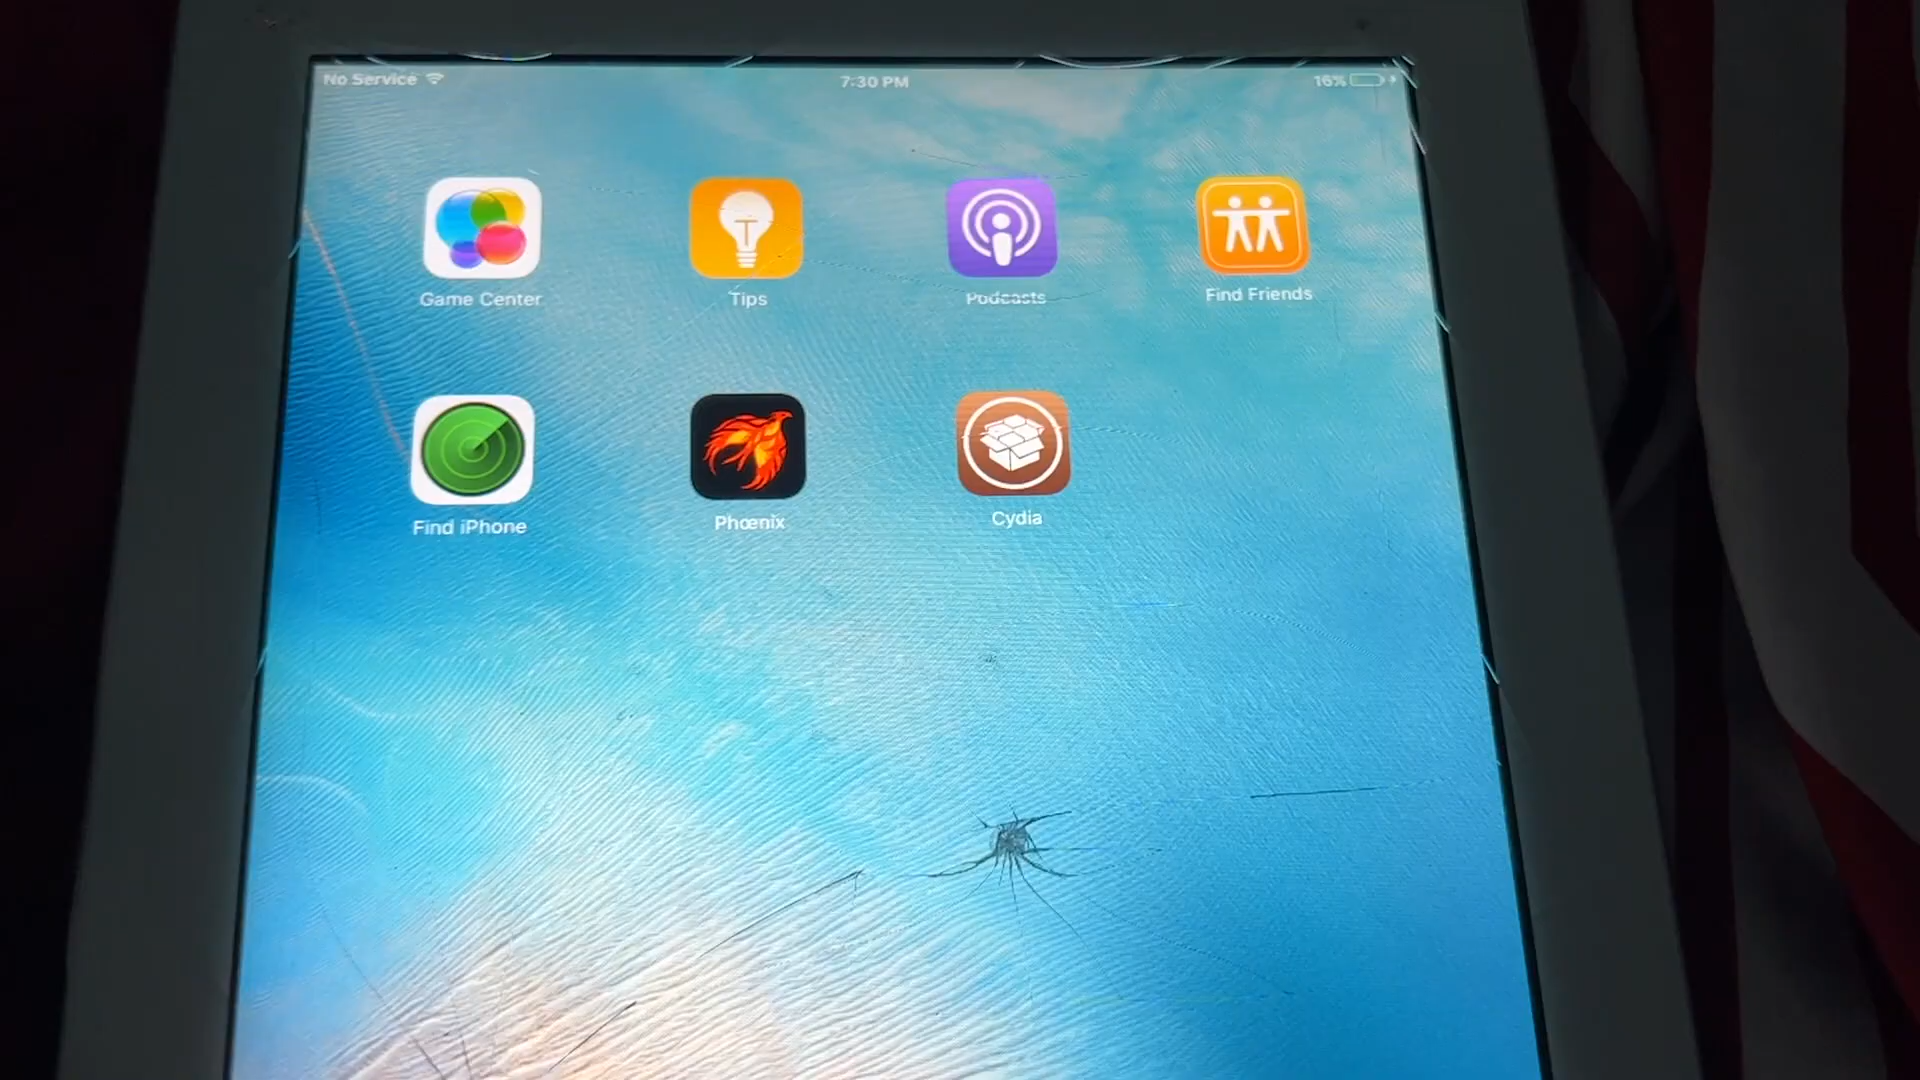 No Service 7:30 PM 16%
Game Center Tips Podcasts Find Friends
Find iPhone Phœnix Cydia